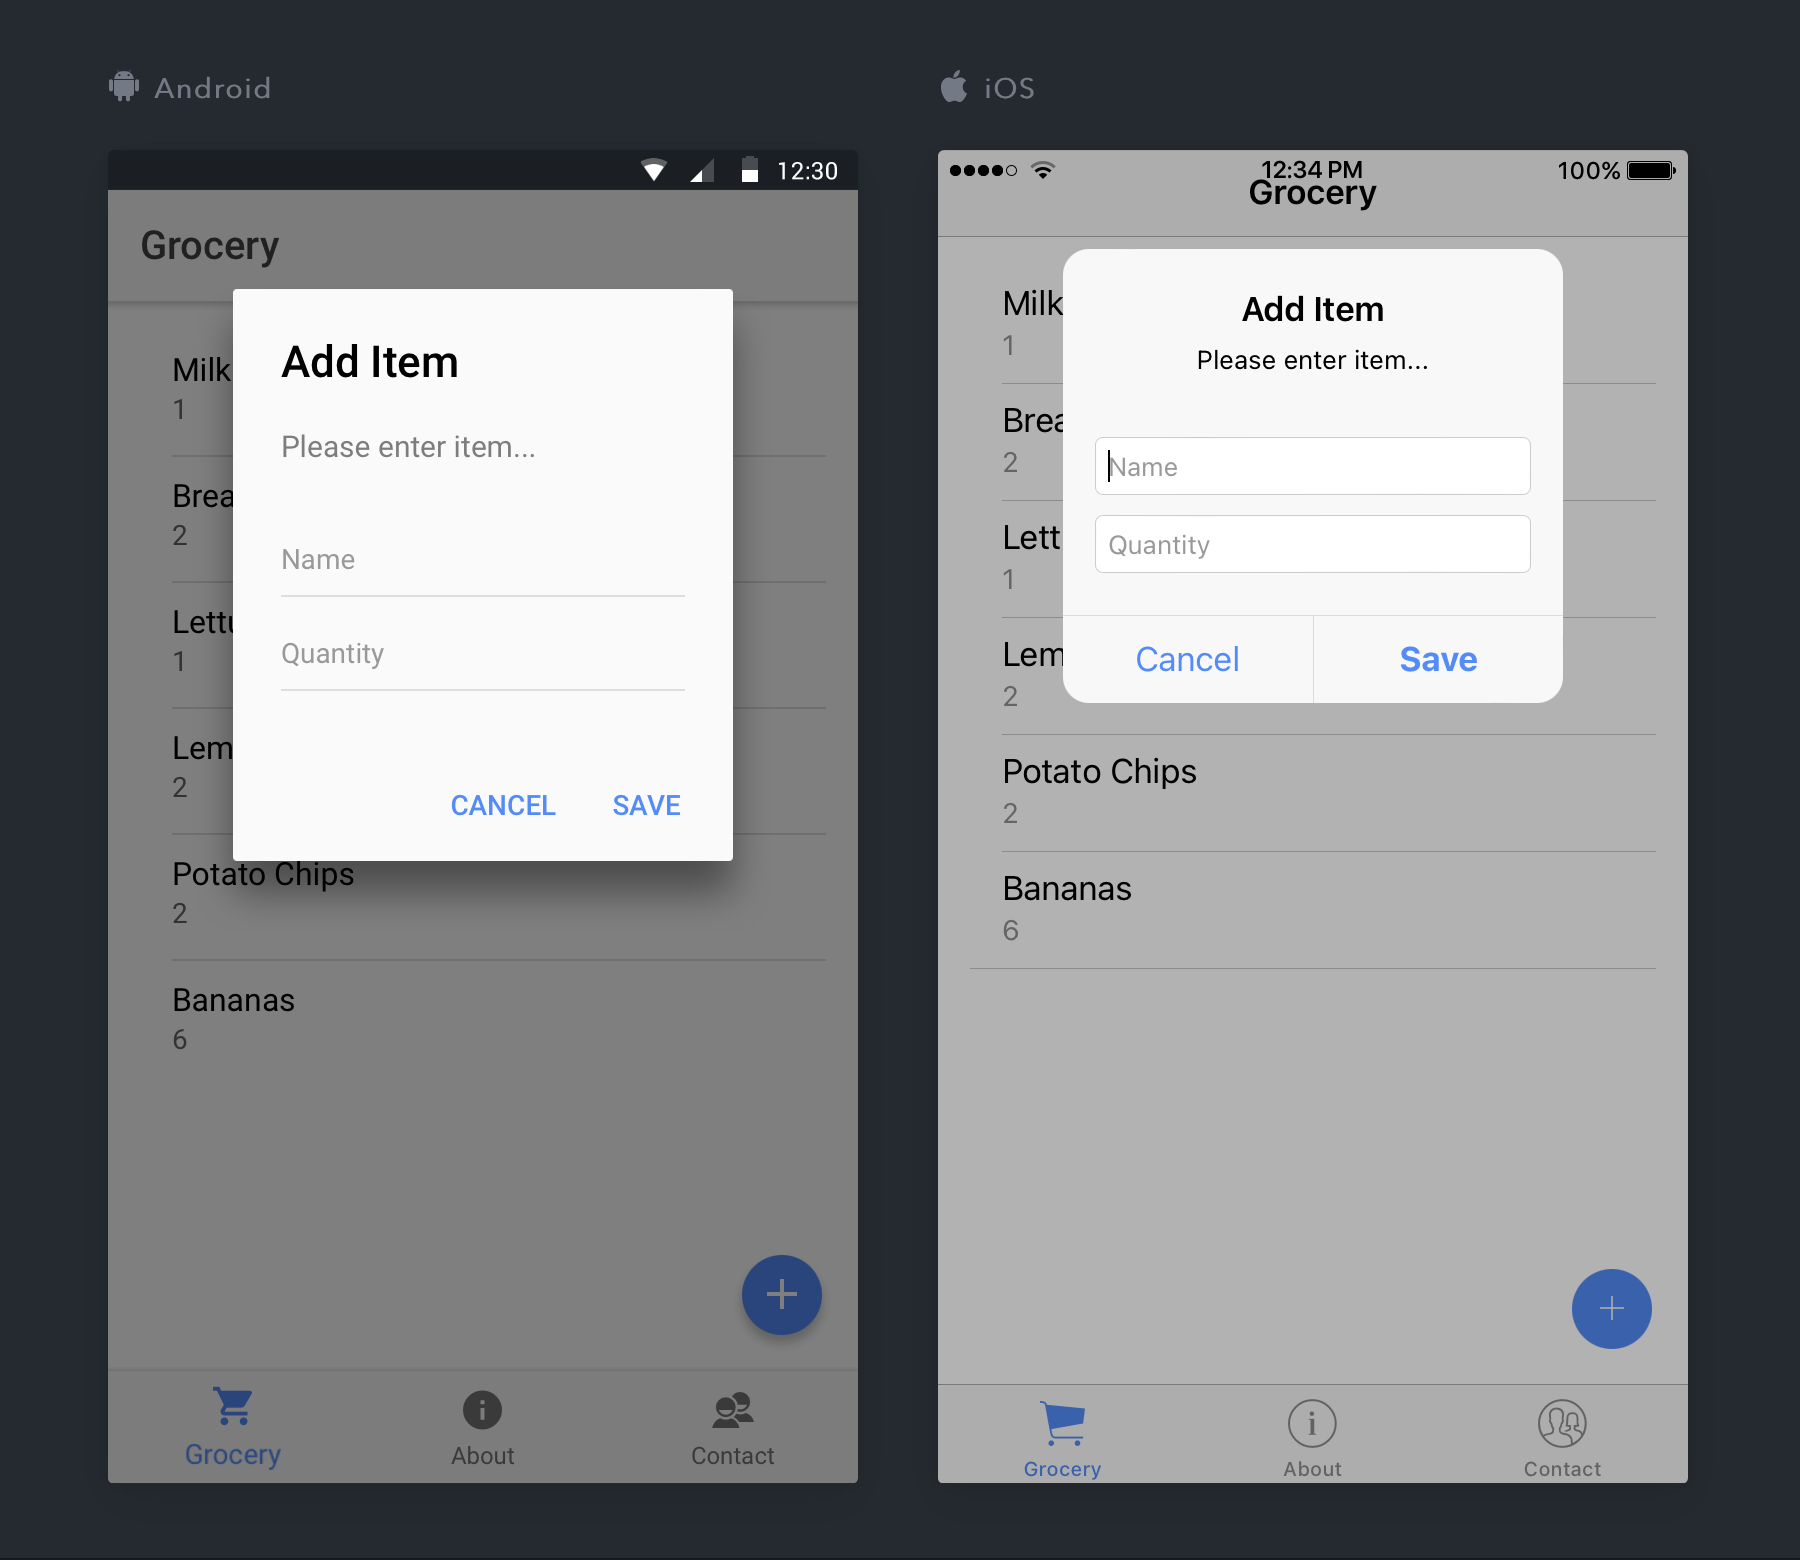 Android
12:30
Grocery
Add Item
Please enter item...
Name
Quantity
CANCEL
SAVE
Milk
1
Brea
2
Lettu
1
Lem
2
Potato Chips
2
Bananas
6
Grocery
About
Contact
iOS
12:34 PM
100%
Grocery
Add Item
Please enter item...
Name
Quantity
Cancel
Save
Milk
1
Brea
2
Lett
1
Lem
2
Potato Chips
2
Bananas
6
Grocery
About
Contact